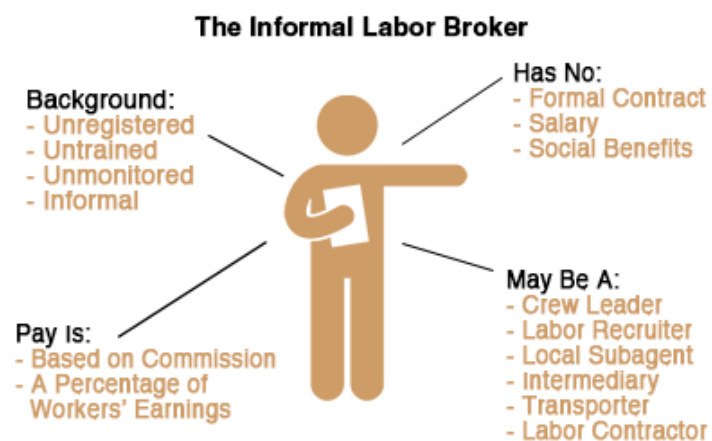 The Informal Labor Broker
Background:
- Unregistered
- Untrained
- Unmonitored
- Informal
Has No:
- Formal Contract
- Salary
- Social Benefits
Pay Is:
- Based on Commission
- A Percentage of
Workers' Earnings
May Be A:
- Crew Leader
- Labor Recruiter
- Local Subagent
- Intermediary
- Transporter
- Labor Contractor